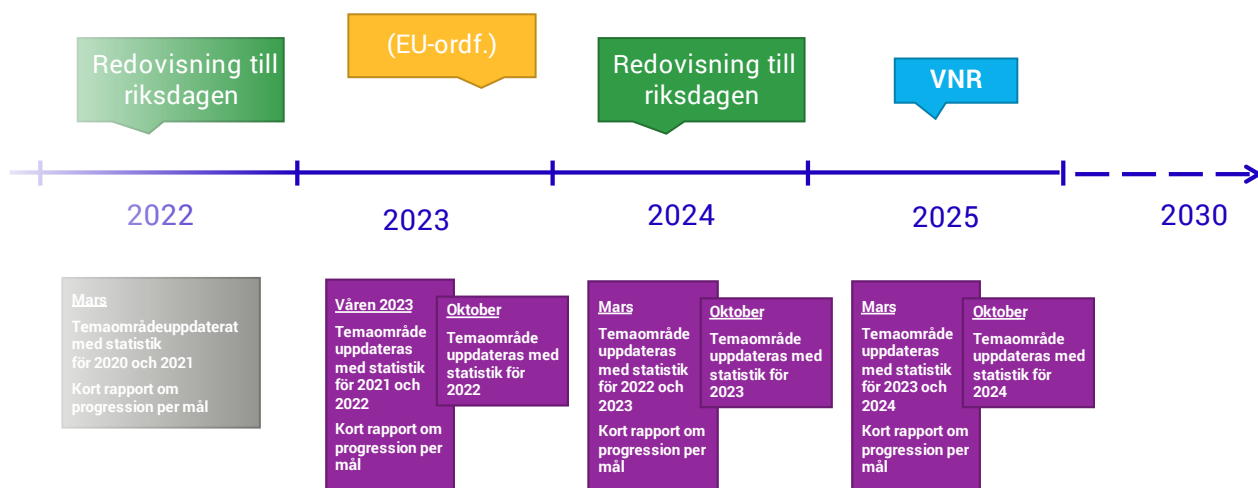 Redovisning till
riksdagen
(EU-ordf.)
Redovisning till
riksdagen
VNR
2022
2023
2024
2025
2030
Mars
Temaområdeuppdaterat
med statistik
för 2020 och 2021
Kort rapport om
progression per mål
Våren 2023
Temaområde
uppdateras
med statistik
för 2021 och
2022
Kort rapport om
progression per
mål
Oktober
Temaområde
uppdateras med
statistik för
2022
Mars
Temaområde
uppdateras
med statistik
för 2022 och
2023
Kort rapport om
progression per
mål
Oktober
Temaområde
uppdateras med
statistik för
2023
Mars
Temaområde
uppdateras
med statistik
för 2023 och
2024
Kort rapport om
progression per
mål
Oktober
Temaområde
uppdateras med
statistik för
2024